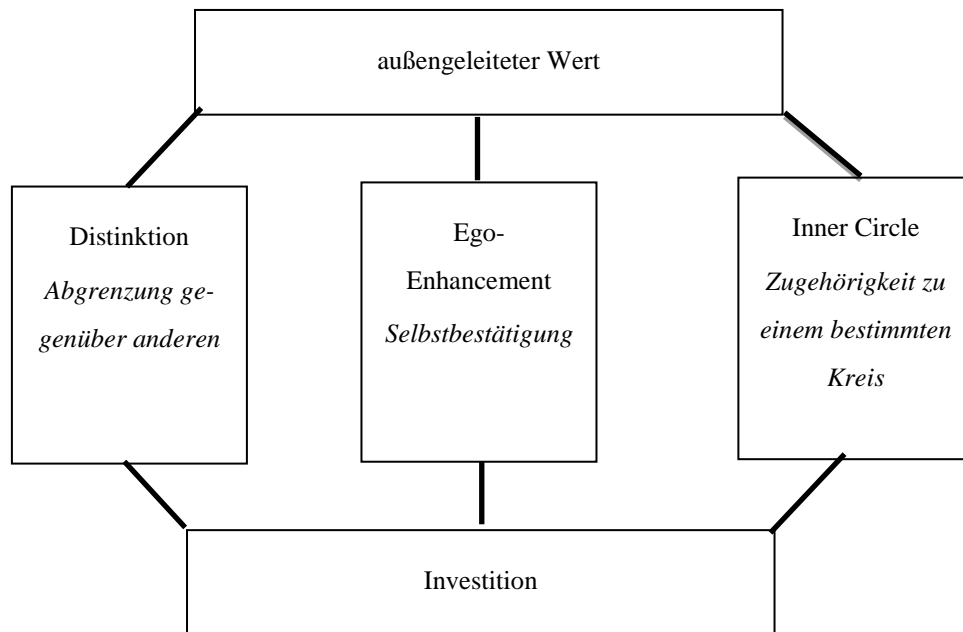 außengeleiteter Wert
Distinktion
Abgrenzung ge-
genüber anderen
Ego-
Enhancement
Selbstbestätigung
Inner Circle
Zugehörigkeit zu
einem bestimmten
Kreis
Investition